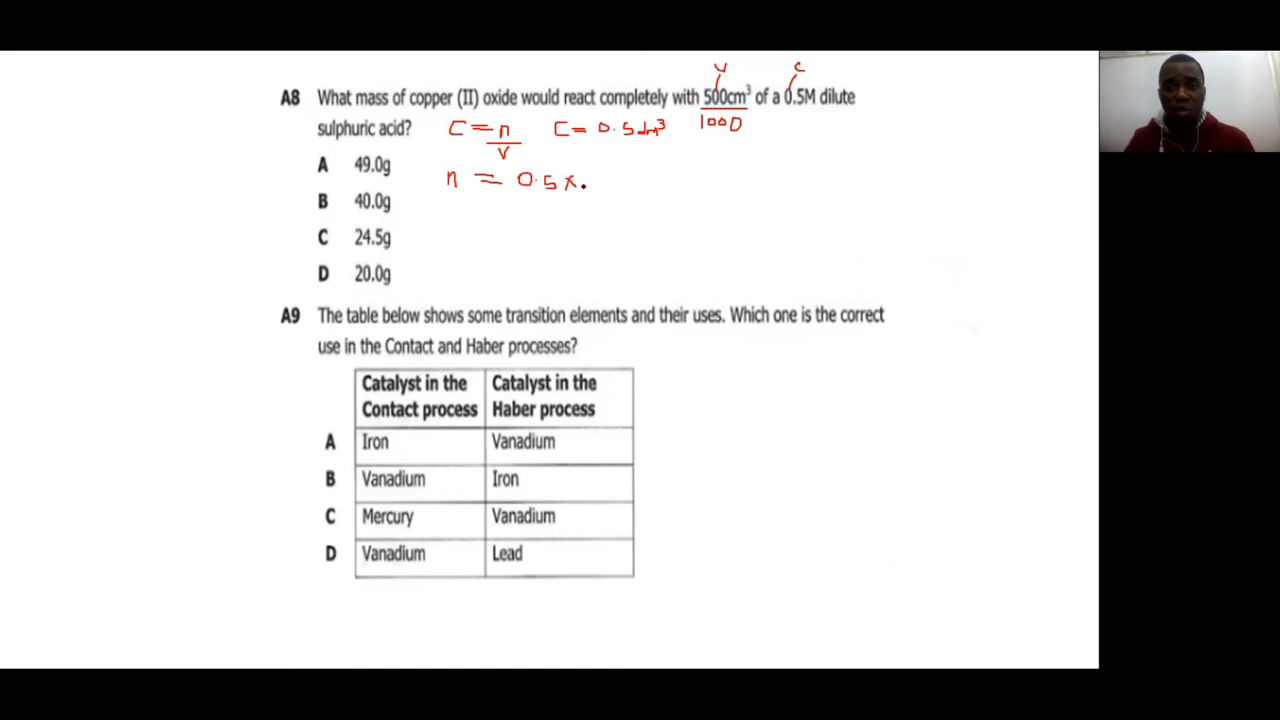 V C
A8 What mass of copper (II) oxide would react completely with 500cm³ of a 0.5M dilute
1000
sulphuric acid?
C = n/v C = 0.5dm³
A 49.0g
n = 0.5 x
B 40.0g
C 24.5g
D 20.0g
A9 The table below shows some transition elements and their uses. Which one is the correct
use in the Contact and Haber processes?
Catalyst in the Contact process Catalyst in the Haber process
A Iron Vanadium
B Vanadium Iron
C Mercury Vanadium
D Vanadium Lead